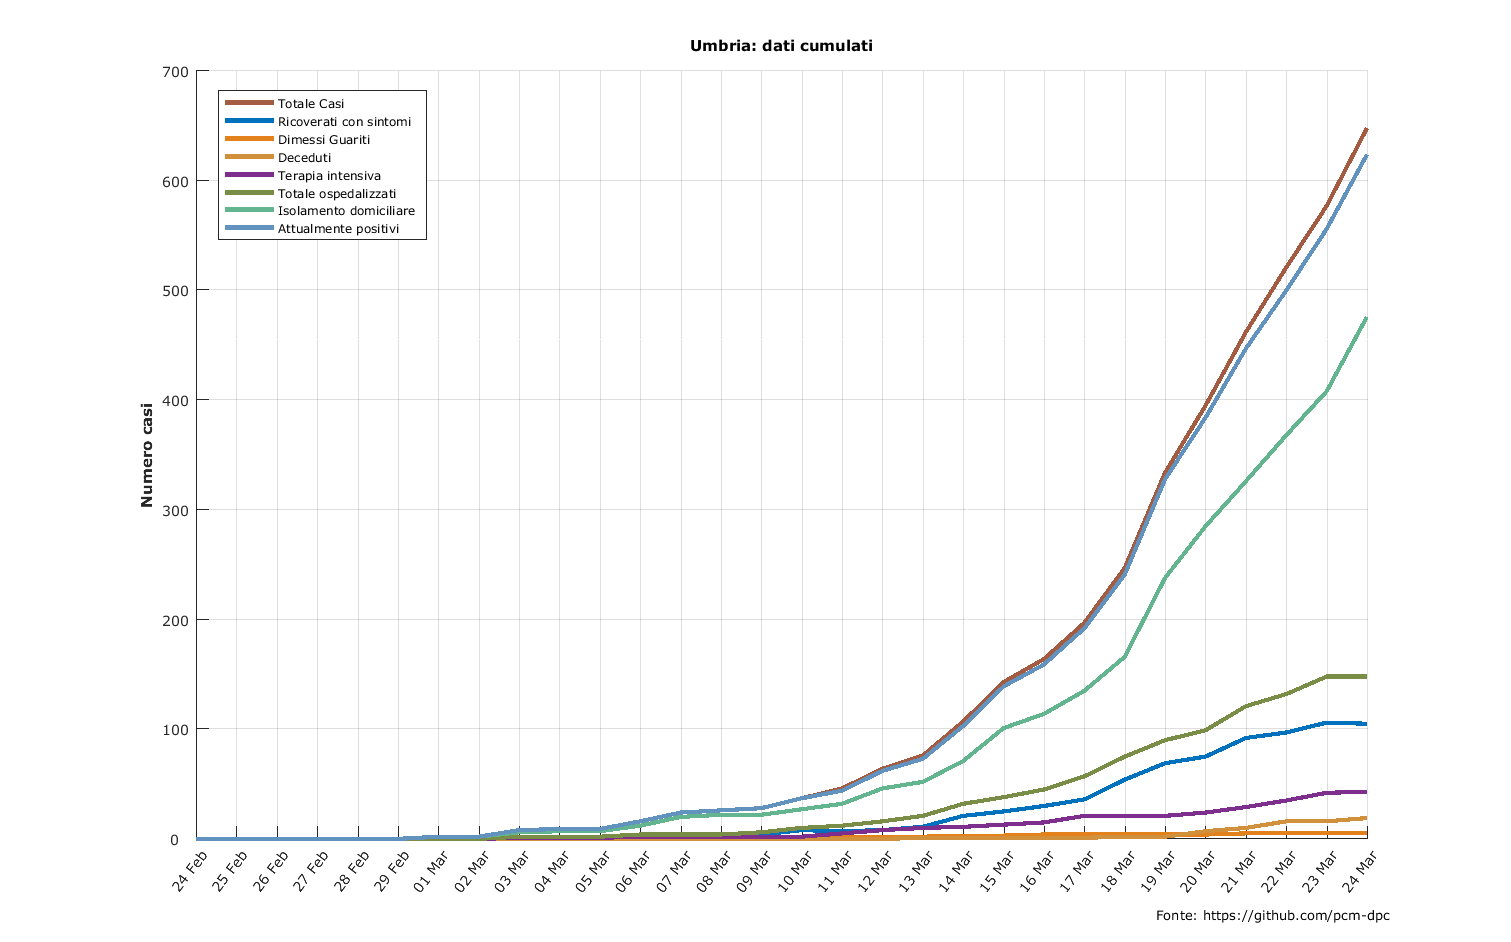 Umbria: dati cumulati
700
600
500
400
300
200
100
0
Numero casi
Totale Casi
Ricoverati con sintomi
Dimessi Guariti
Deceduti
Terapia intensiva
Totale ospedalizzati
Isolamento domiciliare
Attualmente positivi
24 Feb
25 Feb
26 Feb
27 Feb
28 Feb
29 Feb
01 Mar
02 Mar
03 Mar
04 Mar
05 Mar
06 Mar
07 Mar
08 Mar
09 Mar
10 Mar
11 Mar
12 Mar
13 Mar
14 Mar
15 Mar
16 Mar
17 Mar
18 Mar
19 Mar
20 Mar
21 Mar
22 Mar
23 Mar
24 Mar
Fonte: https://github.com/pcm-dpc